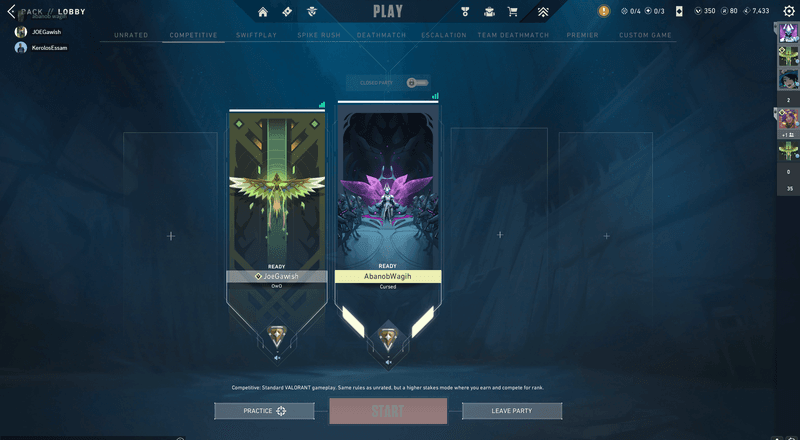 BACK // LOBBY
abanob wagih
PLAY
0/4
0/3
350
80
7,433
JOEGawish
KerolosEssam
UNRATED
COMPETITIVE
SWIFTPLAY
SPIKE RUSH
DEATHMATCH
ESCALATION
TEAM DEATHMATCH
PREMIER
CUSTOM GAME
CLOSED PARTY
2
+1
0
35
READY
JoeGawish
OwO
READY
AbanobWagih
Cursed
Competitive: Standard VALORANT gameplay. Same rules as unrated, but a higher stakes mode where you earn and compete for rank.
PRACTICE
START
LEAVE PARTY